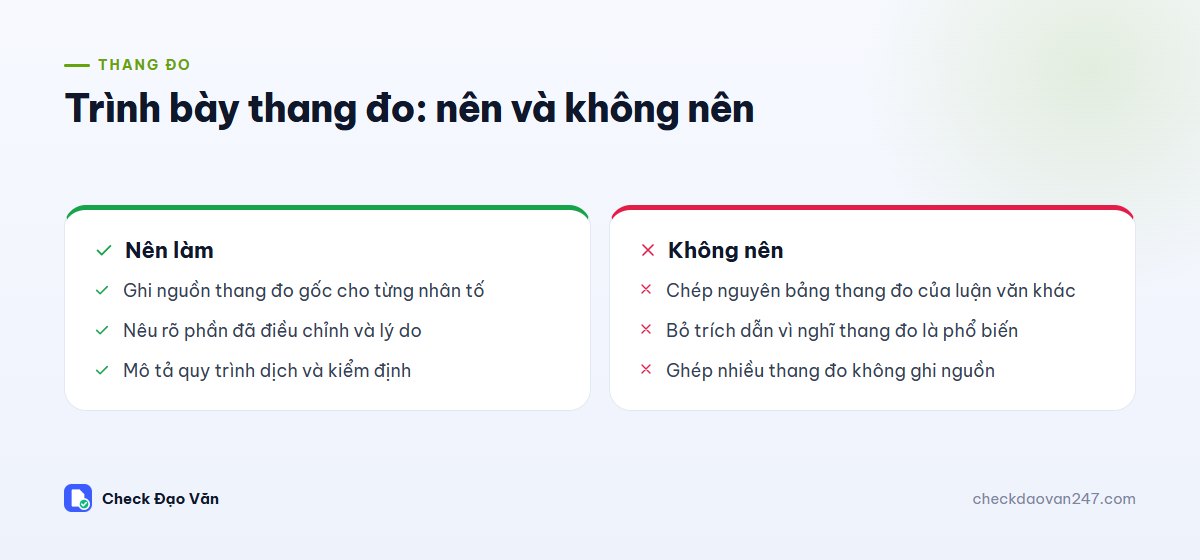 THANG ĐO
Trình bày thang đo: nên và không nên
Nên làm
Ghi nguồn thang đo gốc cho từng nhân tố
Nêu rõ phần đã điều chỉnh và lý do
Mô tả quy trình dịch và kiểm định
Không nên
Chép nguyên bảng thang đo của luận văn khác
Bỏ trích dẫn vì nghĩ thang đo là phổ biến
Ghép nhiều thang đo không ghi nguồn
Check Đạo Văn
checkdaovan247.com